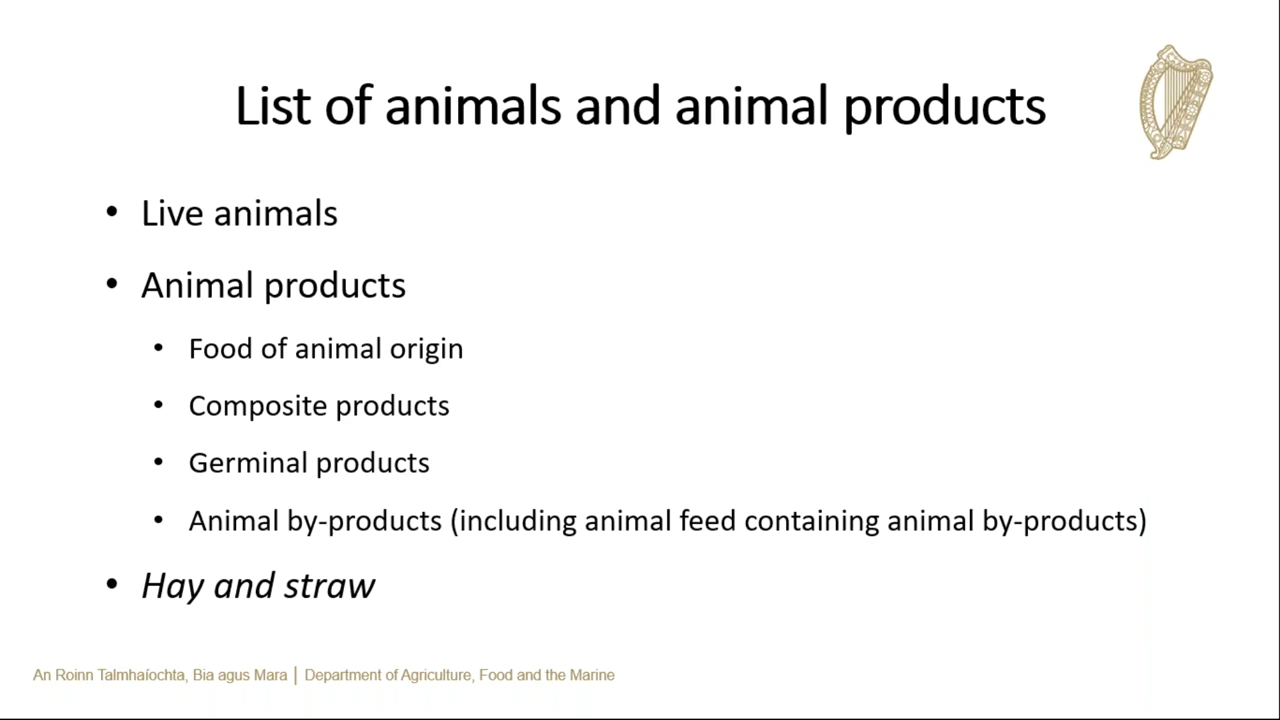 List of animals and animal products
• Live animals
• Animal products
• Food of animal origin
• Composite products
• Germinal products
• Animal by-products (including animal feed containing animal by-products)
• Hay and straw
An Roinn Talmhaíochta, Bia agus Mara | Department of Agriculture, Food and the Marine